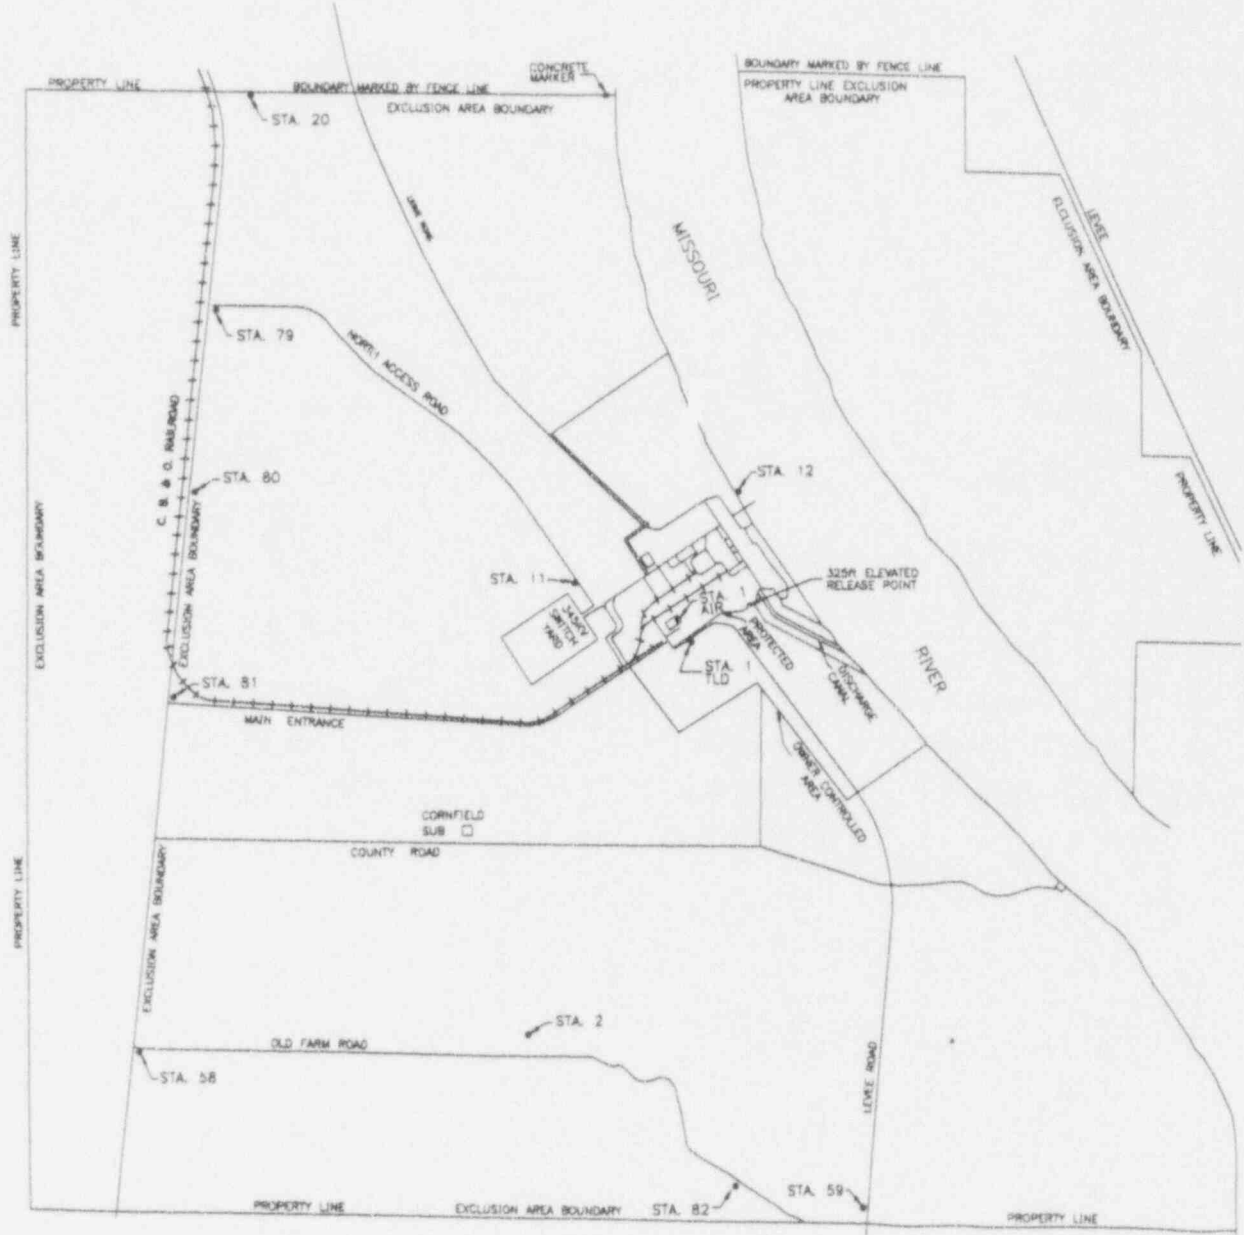 CONCRETE
MARKER
BOUNDARY MARKED BY FENCE LINE
PROPERTY LINE
BOUNDARY MARKED BY FENCE LINE
PROPERTY LINE EXCLUSION
AREA BOUNDARY
EXCLUSION AREA BOUNDARY
STA. 20
LEVEE
EXCLUSION AREA BOUNDARY
MISSOURI
PROPERTY LINE
STA. 79
NORTH ACCESS ROAD
C. B. & O. RAILROAD
STA. 80
STA. 12
PROPERTY LINE
EXCLUSION AREA BOUNDARY
EXCLUSION AREA BOUNDARY
STA. 11
325ft ELEVATED
RELEASE POINT
345KV
SWITCH
YARD
STA. 1
AIR
PROTECTED
AREA
STA. 1
TLD
DISCHARGE
CANAL
RIVER
STA. 81
MAIN ENTRANCE
OWNER CONTROLLED
AREA
CORNFIELD
SUB
COUNTY ROAD
PROPERTY LINE
EXCLUSION AREA BOUNDARY
STA. 2
OLD FARM ROAD
STA. 58
LEVEE ROAD
STA. 59
STA. 82
PROPERTY LINE
EXCLUSION AREA BOUNDARY
PROPERTY LINE